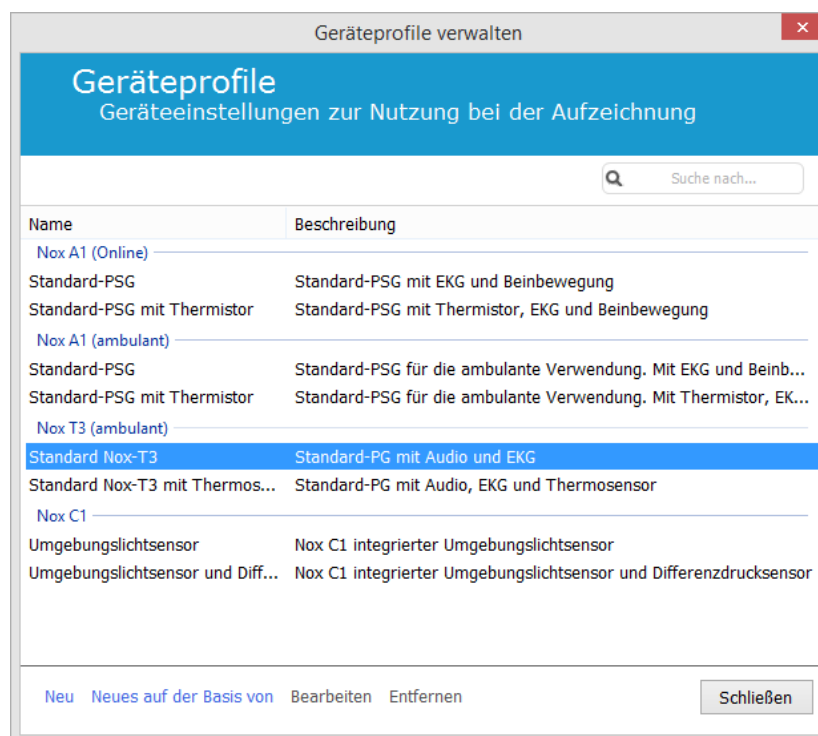 Geräteprofile verwalten
Geräteprofile
Geräteeinstellungen zur Nutzung bei der Aufzeichnung
Suche nach...
Name Beschreibung
Nox A1 (Online)
Standard-PSG Standard-PSG mit EKG und Beinbewegung
Standard-PSG mit Thermistor Standard-PSG mit Thermistor, EKG und Beinbewegung
Nox A1 (ambulant)
Standard-PSG Standard-PSG für die ambulante Verwendung. Mit EKG und Beinb...
Standard-PSG mit Thermistor Standard-PSG für die ambulante Verwendung. Mit Thermistor, EK...
Nox T3 (ambulant)
Standard Nox-T3 Standard-PG mit Audio und EKG
Standard Nox-T3 mit Thermos... Standard-PG mit Audio, EKG und Thermosensor
Nox C1
Umgebungslichtsensor Nox C1 integrierter Umgebungslichtsensor
Umgebungslichtsensor und Diff... Nox C1 integrierter Umgebungslichtsensor und Differenzdrucksensor
Neu Neues auf der Basis von Bearbeiten Entfernen Schließen